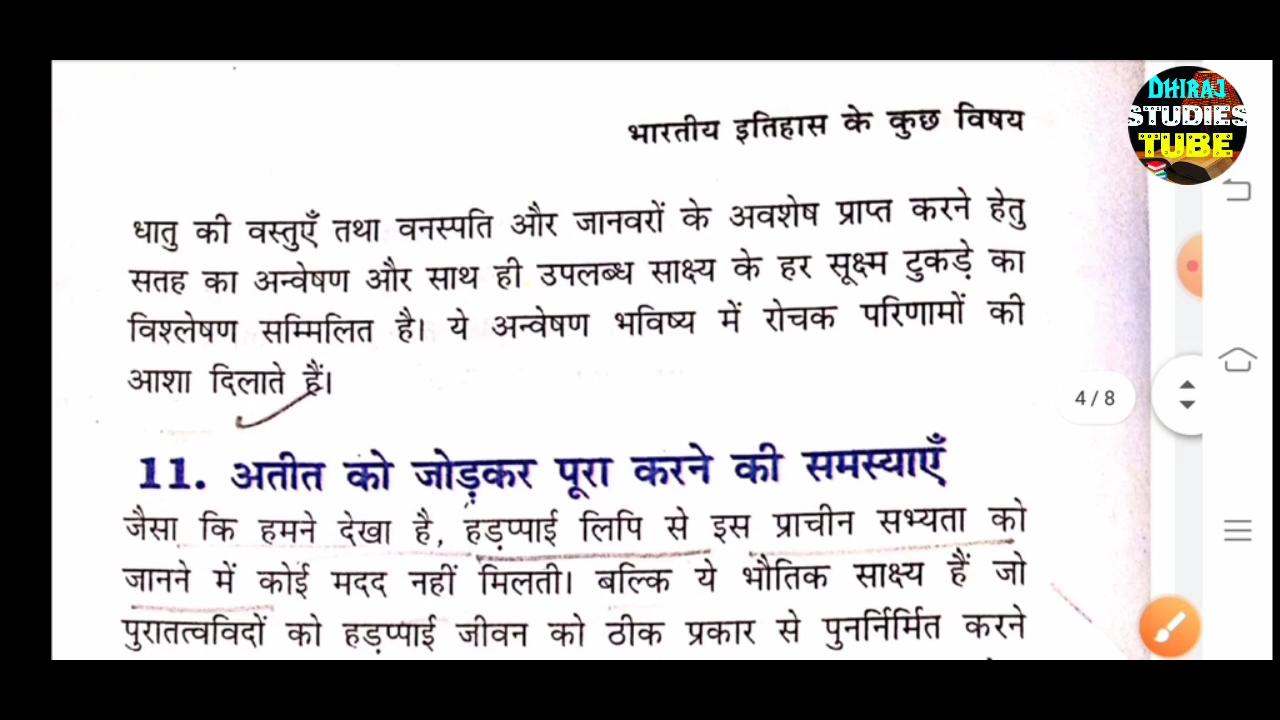 DHIRAJ
STUDIES
TUBE
भारतीय इतिहास के कुछ विषय
धातु की वस्तुएँ तथा वनस्पति और जानवरों के अवशेष प्राप्त करने हेतु
सतह का अन्वेषण और साथ ही उपलब्ध साक्ष्य के हर सूक्ष्म टुकड़े का
विश्लेषण सम्मिलित है। ये अन्वेषण भविष्य में रोचक परिणामों की
आशा दिलाते हैं।
4/8
11. अतीत को जोड़कर पूरा करने की समस्याएँ
जैसा कि हमने देखा है, हड़प्पाई लिपि से इस प्राचीन सभ्यता को
जानने में कोई मदद नहीं मिलती। बल्कि ये भौतिक साक्ष्य हैं जो
पुरातत्वविदों को हड़प्पाई जीवन को ठीक प्रकार से पुनर्निर्मित करने